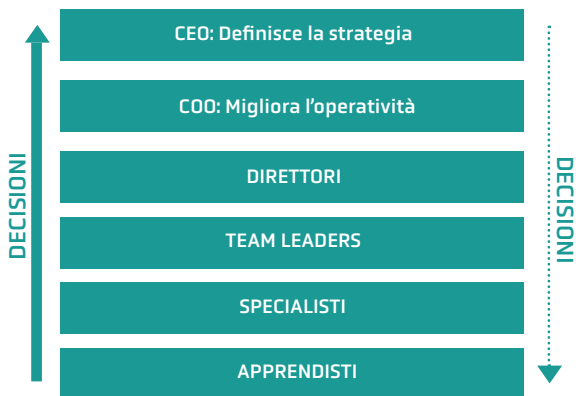 CEO: Definisce la strategia
COO: Migliora l'operatività
DIRETTORI
TEAM LEADERS
SPECIALISTI
APPRENDISTI
DECISIONI
DECISIONI